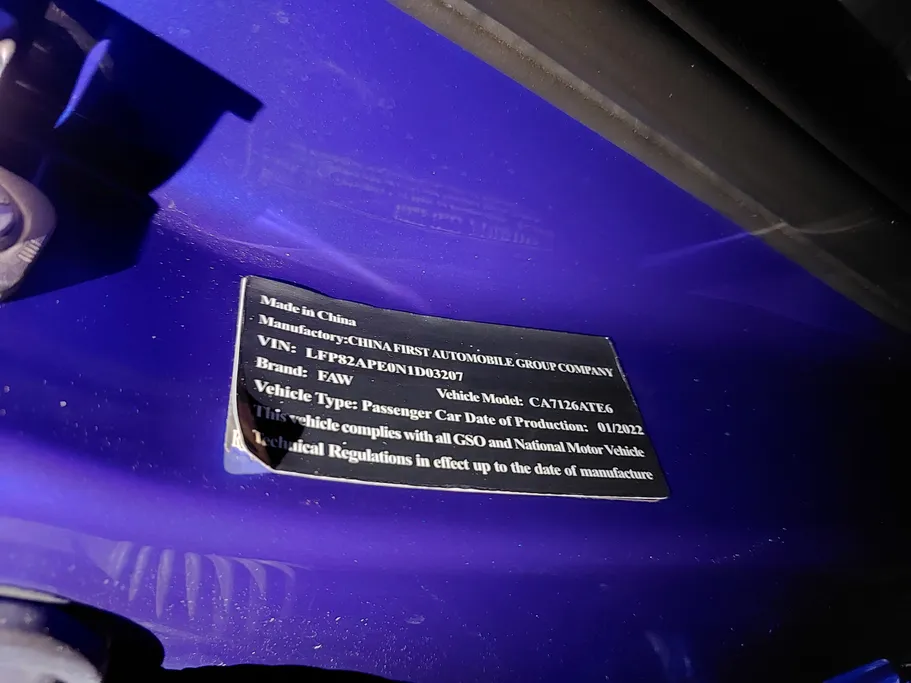 Made in China
Manufactory:CHINA FIRST AUTOMOBILE GROUP COMPANY
VIN: LFP82APE0N1D03207
Brand: FAW Vehicle Model: CA7126ATE6
Vehicle Type: Passenger Car Date of Production: 01/2022
This vehicle complies with all GSO and National Motor Vehicle
Technical Regulations in effect up to the date of manufacture